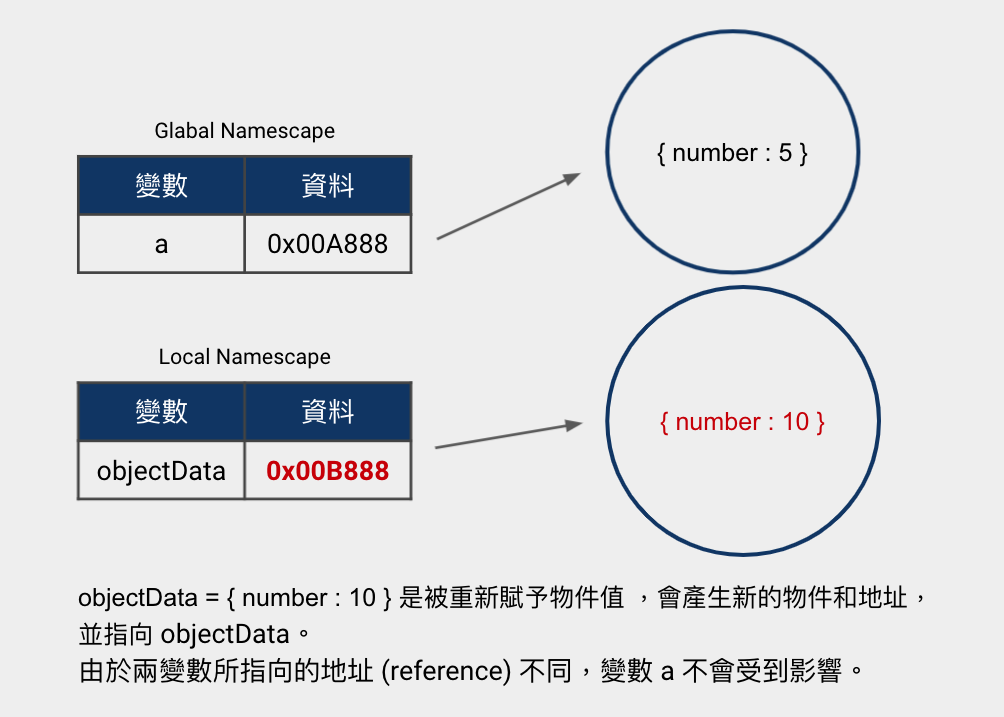 Glabal Namescape
變數 資料
a 0x00A888
{ number : 5 }
Local Namescape
變數 資料
objectData 0x00B888
{ number : 10 }
objectData = { number : 10 } 是被重新賦予物件值 ，會產生新的物件和地址，
並指向 objectData。
由於兩變數所指向的地址 (reference) 不同，變數 a 不會受到影響。